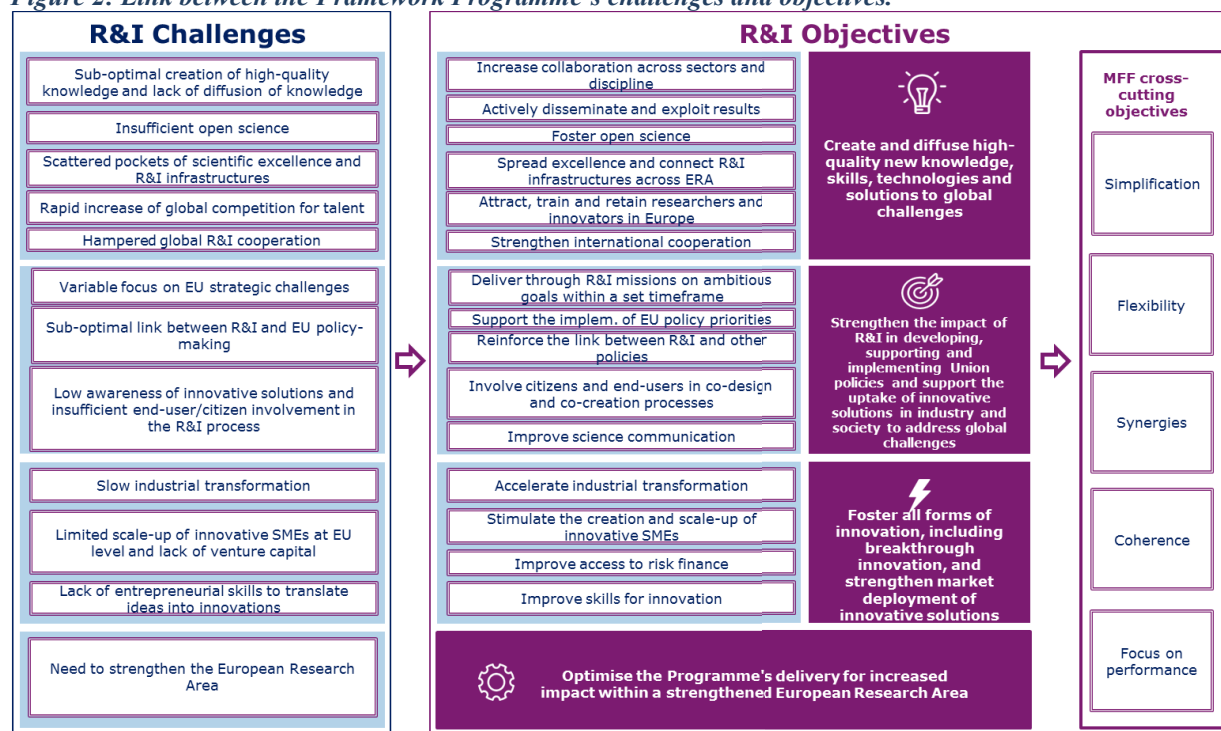 Figure 2: Link between the Framework Programme's challenges and objectives.
R&I Challenges
Sub-optimal creation of high-quality
knowledge and lack of diffusion of knowledge
Insufficient open science
Scattered pockets of scientific excellence and
R&I infrastructures
Rapid increase of global competition for talent
Hampered global R&I cooperation
Variable focus on EU strategic challenges
Sub-optimal link between R&I and EU policy-
making
Low awareness of innovative solutions and
insufficient end-user/citizen involvement in
the R&I process
Slow industrial transformation
Limited scale-up of innovative SMEs at EU
level and lack of venture capital
Lack of entrepreneurial skills to translate
ideas into innovations
Need to strengthen the European Research
Area
R&I Objectives
Increase collaboration across sectors and
discipline
Actively disseminate and exploit results
Foster open science
Spread excellence and connect R&I
infrastructures across ERA
Attract, train and retain researchers and
innovators in Europe
Strengthen international cooperation
Create and diffuse high-
quality new knowledge,
skills, technologies and
solutions to global
challenges
Deliver through R&I missions on ambitious
goals within a set timeframe
Support the implem. of EU policy priorities
Reinforce the link between R&I and other
policies
Involve citizens and end-users in co-design
and co-creation processes
Improve science communication
Strengthen the impact of
R&I in developing,
supporting and
implementing Union
policies and support the
uptake of innovative
solutions in industry and
society to address global
challenges
Accelerate industrial transformation
Stimulate the creation and scale-up of
innovative SMEs
Improve access to risk finance
Improve skills for innovation
Foster all forms of
innovation, including
breakthrough
innovation, and
strengthen market
deployment of
innovative solutions
Optimise the Programme's delivery for increased
impact within a strengthened European Research Area
MFF cross-
cutting
objectives
Simplification
Flexibility
Synergies
Coherence
Focus on
performance